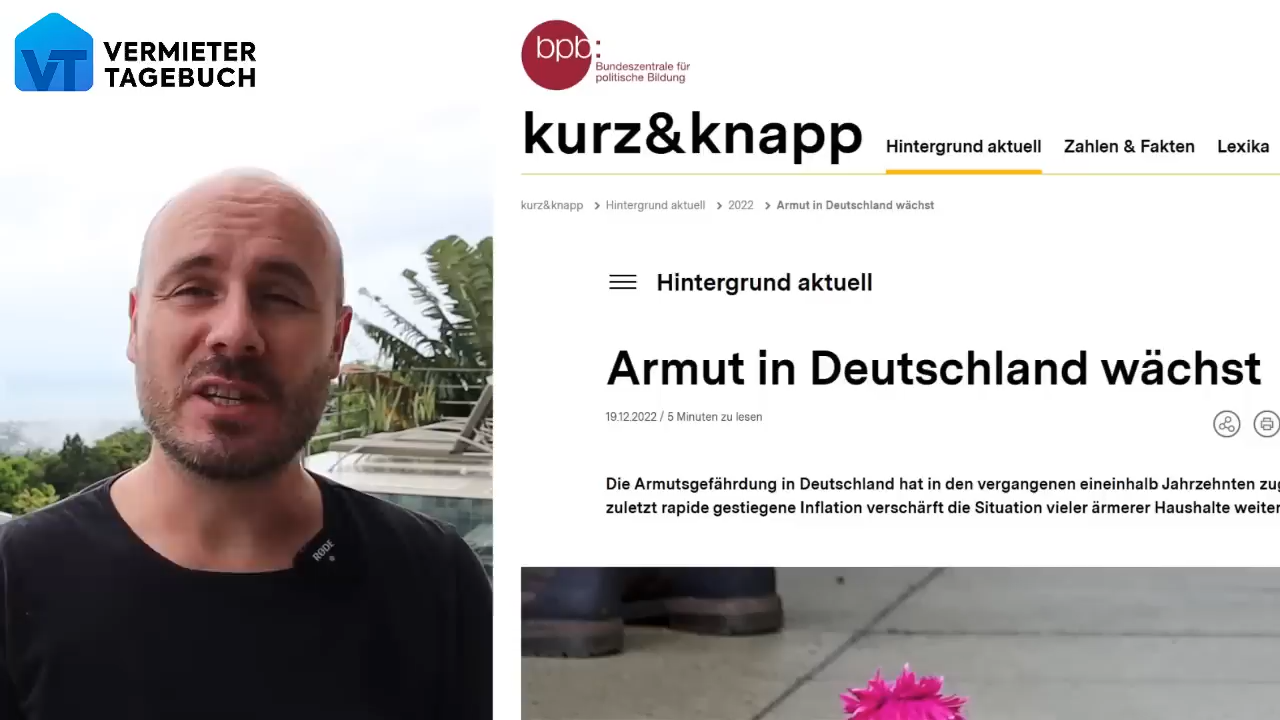 VT VERMIETER
TAGEBUCH
bpb:
Bundeszentrale für
politische Bildung
kurz&knapp
Hintergrund aktuell Zahlen & Fakten Lexika
kurz&knapp > Hintergrund aktuell > 2022 > Armut in Deutschland wächst
Hintergrund aktuell
Armut in Deutschland wächst
19.12.2022 / 5 Minuten zu lesen
Die Armutsgefährdung in Deutschland hat in den vergangenen eineinhalb Jahrzehnten
zuletzt rapide gestiegene Inflation verschärft die Situation vieler ärmerer Haushalte
RØDE